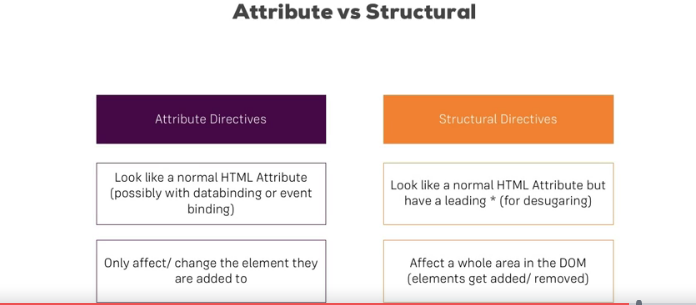 Attribute vs Structural
Attribute Directives
Structural Directives
Look like a normal HTML Attribute
(possibly with databinding or event
binding)
Look like a normal HTML Attribute but
have a leading * (for desugaring)
Only affect/ change the element they
are added to
Affect a whole area in the DOM
(elements get added/ removed)